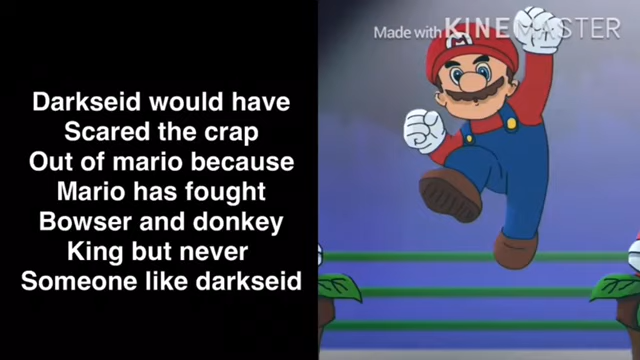 Made with KINEMASTER
Darkseid would have
Scared the crap
Out of mario because
Mario has fought
Bowser and donkey
King but never
Someone like darkseid
M